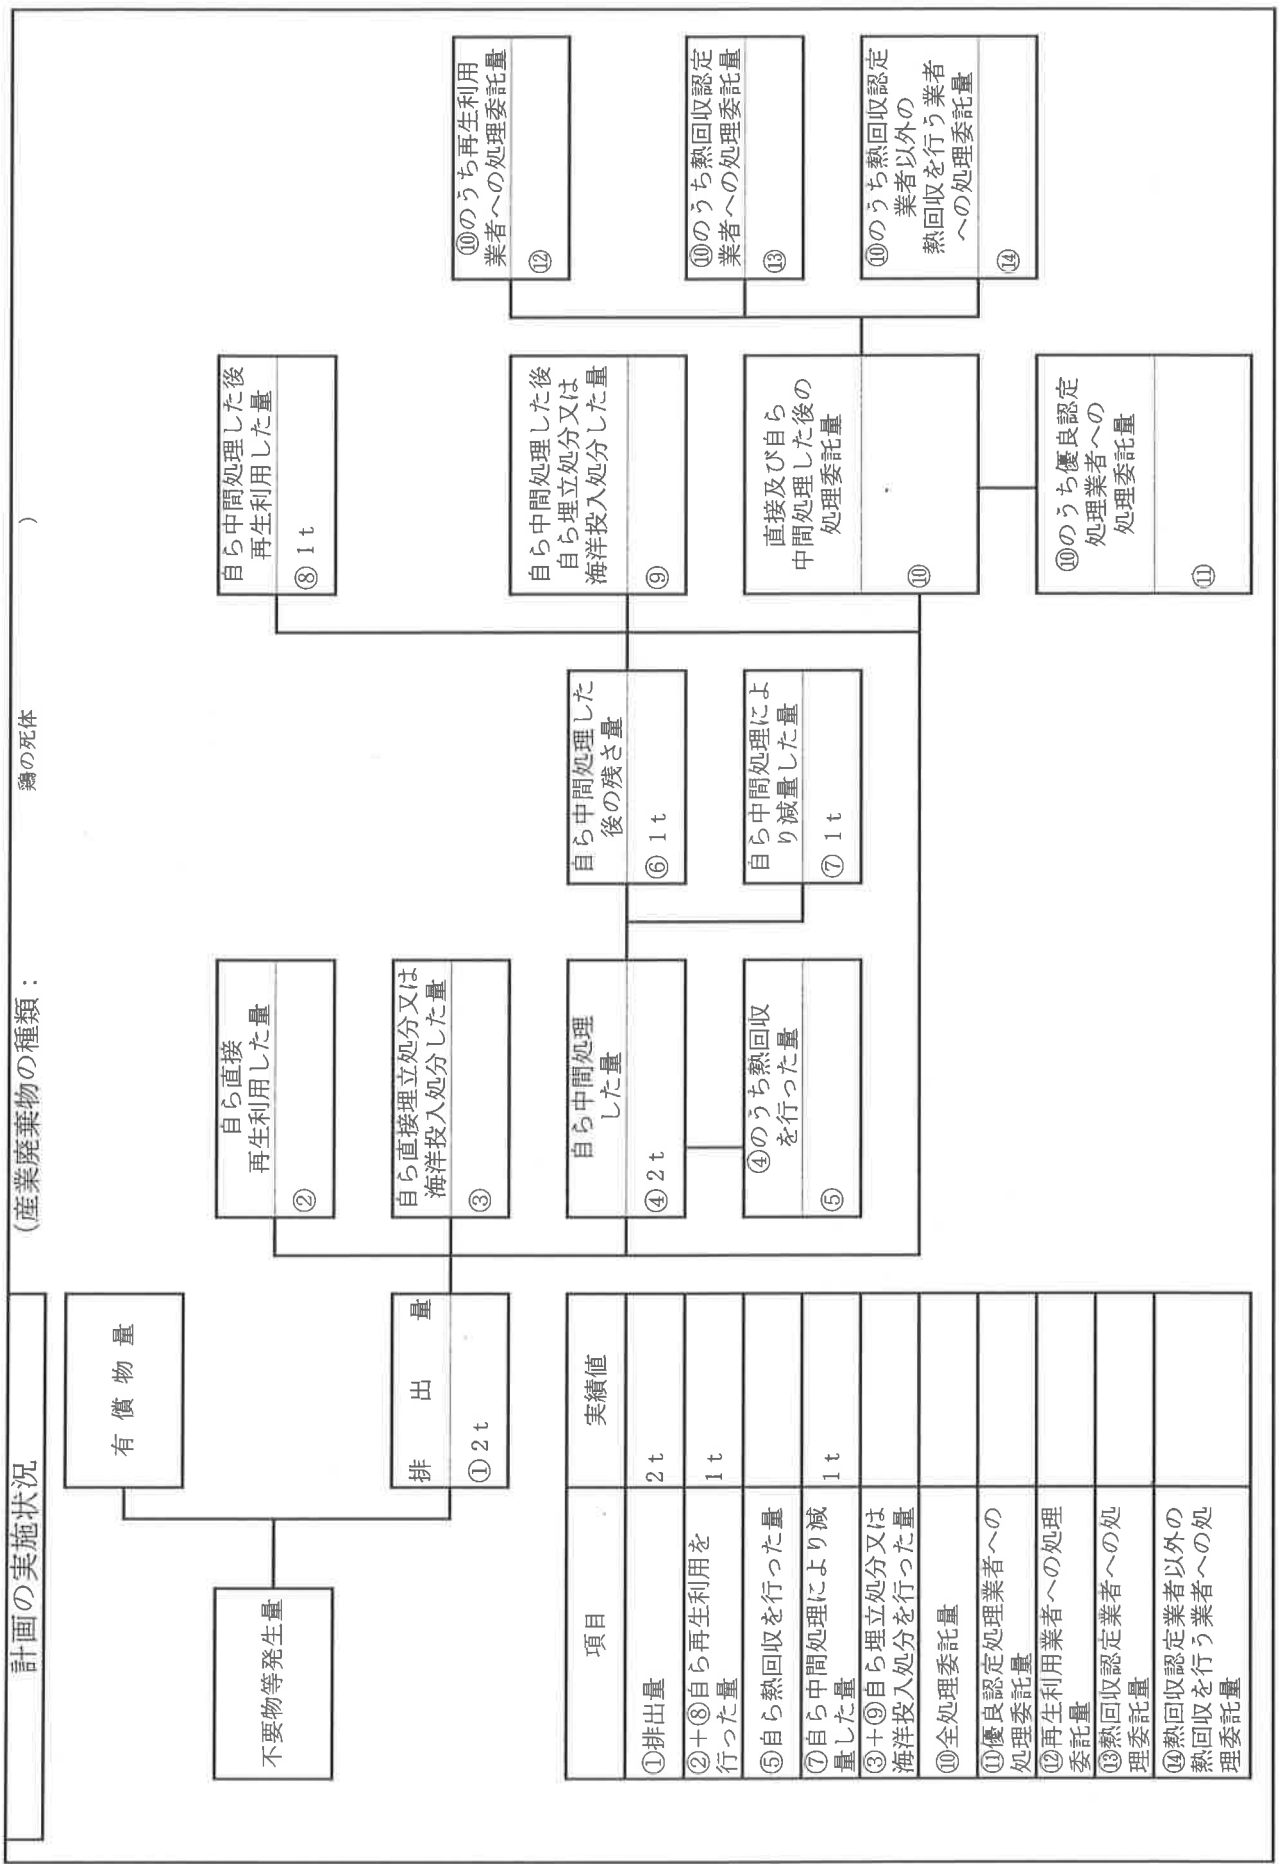 計画の実施状況
（産業廃棄物の種類：
鶏の死体
）
有償物量
不要物等発生量
排出量
①2t
自ら直接
再生利用した量
②
自ら直接埋立処分又は
海洋投入処分した量
③
自ら中間処理
した量
④2t
④のうち熱回収
を行った量
⑤
自ら中間処理した
後の残さ量
⑥1t
自ら中間処理によ
り減量した量
⑦1t
自ら中間処理した後
再生利用した量
⑧1t
自ら中間処理した後
自ら埋立処分又は
海洋投入処分した量
⑨
直接及び自ら
中間処理した後の
処理委託量
⑩
⑩のうち優良認定
処理業者への
処理委託量
⑪
⑩のうち再生利用
業者への処理委託量
⑫
⑩のうち熱回収認定
業者への処理委託量
⑬
⑩のうち熱回収認定
業者以外の
熱回収を行う業者
への処理委託量
⑭
項目 実績値
①排出量 2t
②＋⑧自ら再生利用を
行った量 1t
⑤自ら熱回収を行った量
⑦自ら中間処理により減
量した量 1t
③＋⑨自ら埋立処分又は
海洋投入処分を行った量
⑩全処理委託量
⑪優良認定処理業者への
処理委託量
⑫再生利用業者への処理
委託量
⑬熱回収認定業者への処
理委託量
⑭熱回収認定業者以外の
熱回収を行う業者への処
理委託量